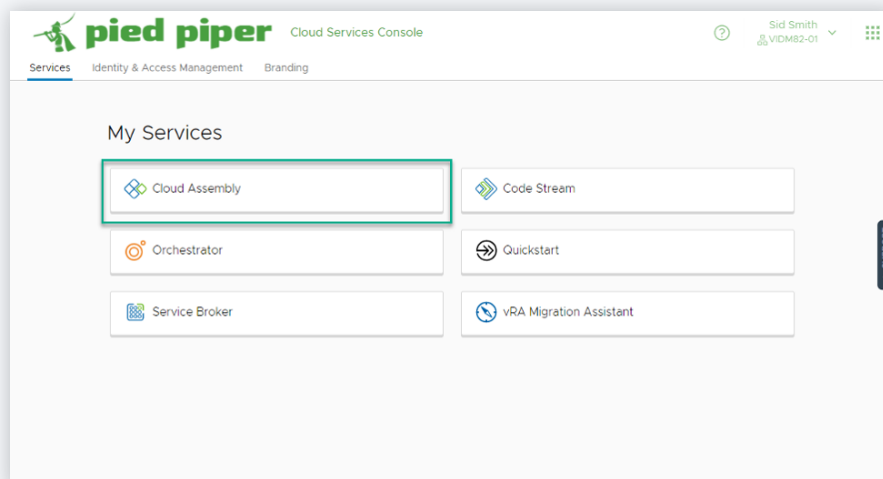 pied piper Cloud Services Console
Sid Smith
VIDM82-01
Services Identity & Access Management Branding
My Services
Cloud Assembly Code Stream
Orchestrator Quickstart
Service Broker vRA Migration Assistant